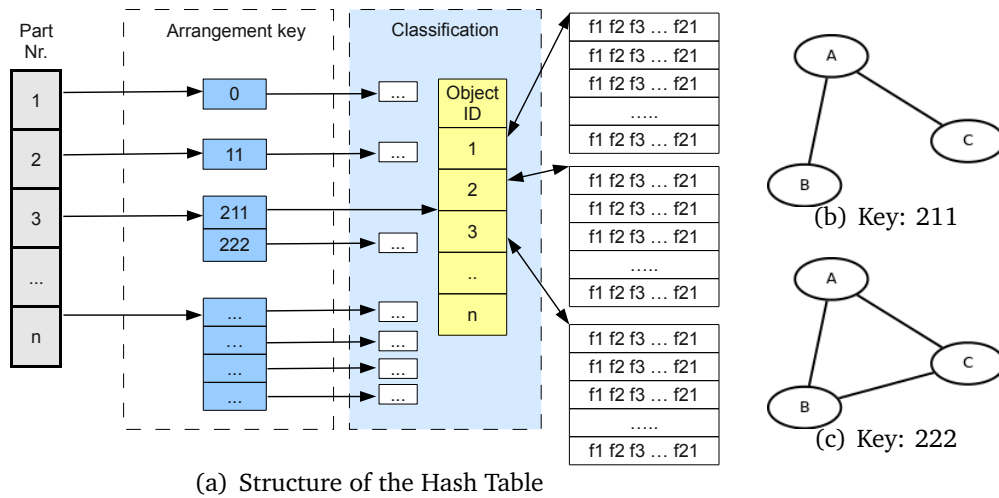 Part
Nr.
1
2
3
...
n
Arrangement key
0
11
211
222
...
...
...
...
Classification
...
...
...
...
...
...
...
Object
ID
1
2
3
..
n
f1 f2 f3 ... f21
f1 f2 f3 ... f21
f1 f2 f3 ... f21
.....
f1 f2 f3 ... f21
f1 f2 f3 ... f21
f1 f2 f3 ... f21
f1 f2 f3 ... f21
.....
f1 f2 f3 ... f21
f1 f2 f3 ... f21
f1 f2 f3 ... f21
f1 f2 f3 ... f21
.....
f1 f2 f3 ... f21
(a) Structure of the Hash Table
A
B
C
(b) Key: 211
A
B
C
(c) Key: 222